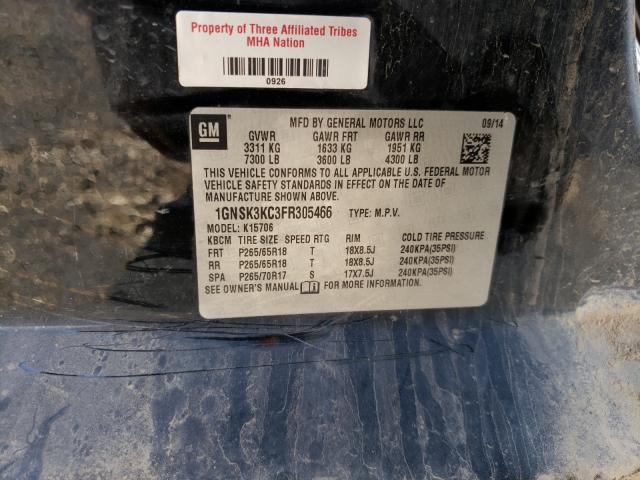 Property of Three Affiliated Tribes
MHA Nation
0926
GM
MFD BY GENERAL MOTORS LLC 09/14
GVWR GAWR FRT GAWR RR
3311 KG 1633 KG 1951 KG
7300 LB 3600 LB 4300 LB
THIS VEHICLE CONFORMS TO ALL APPLICABLE U.S. FEDERAL MOTOR
VEHICLE SAFETY STANDARDS IN EFFECT ON THE DATE OF
MANUFACTURE SHOWN ABOVE.
1GNSK3KC3FR305466 TYPE: M.P.V.
MODEL: K15706
KBCM TIRE SIZE SPEED RTG RIM COLD TIRE PRESSURE
FRT P265/65R18 T 18X8.5J 240KPA(35PSI)
RR P265/65R18 T 18X8.5J 240KPA(35PSI)
SPA P265/70R17 S 17X7.5J 240KPA(35PSI)
SEE OWNER'S MANUAL FOR MORE INFORMATION.